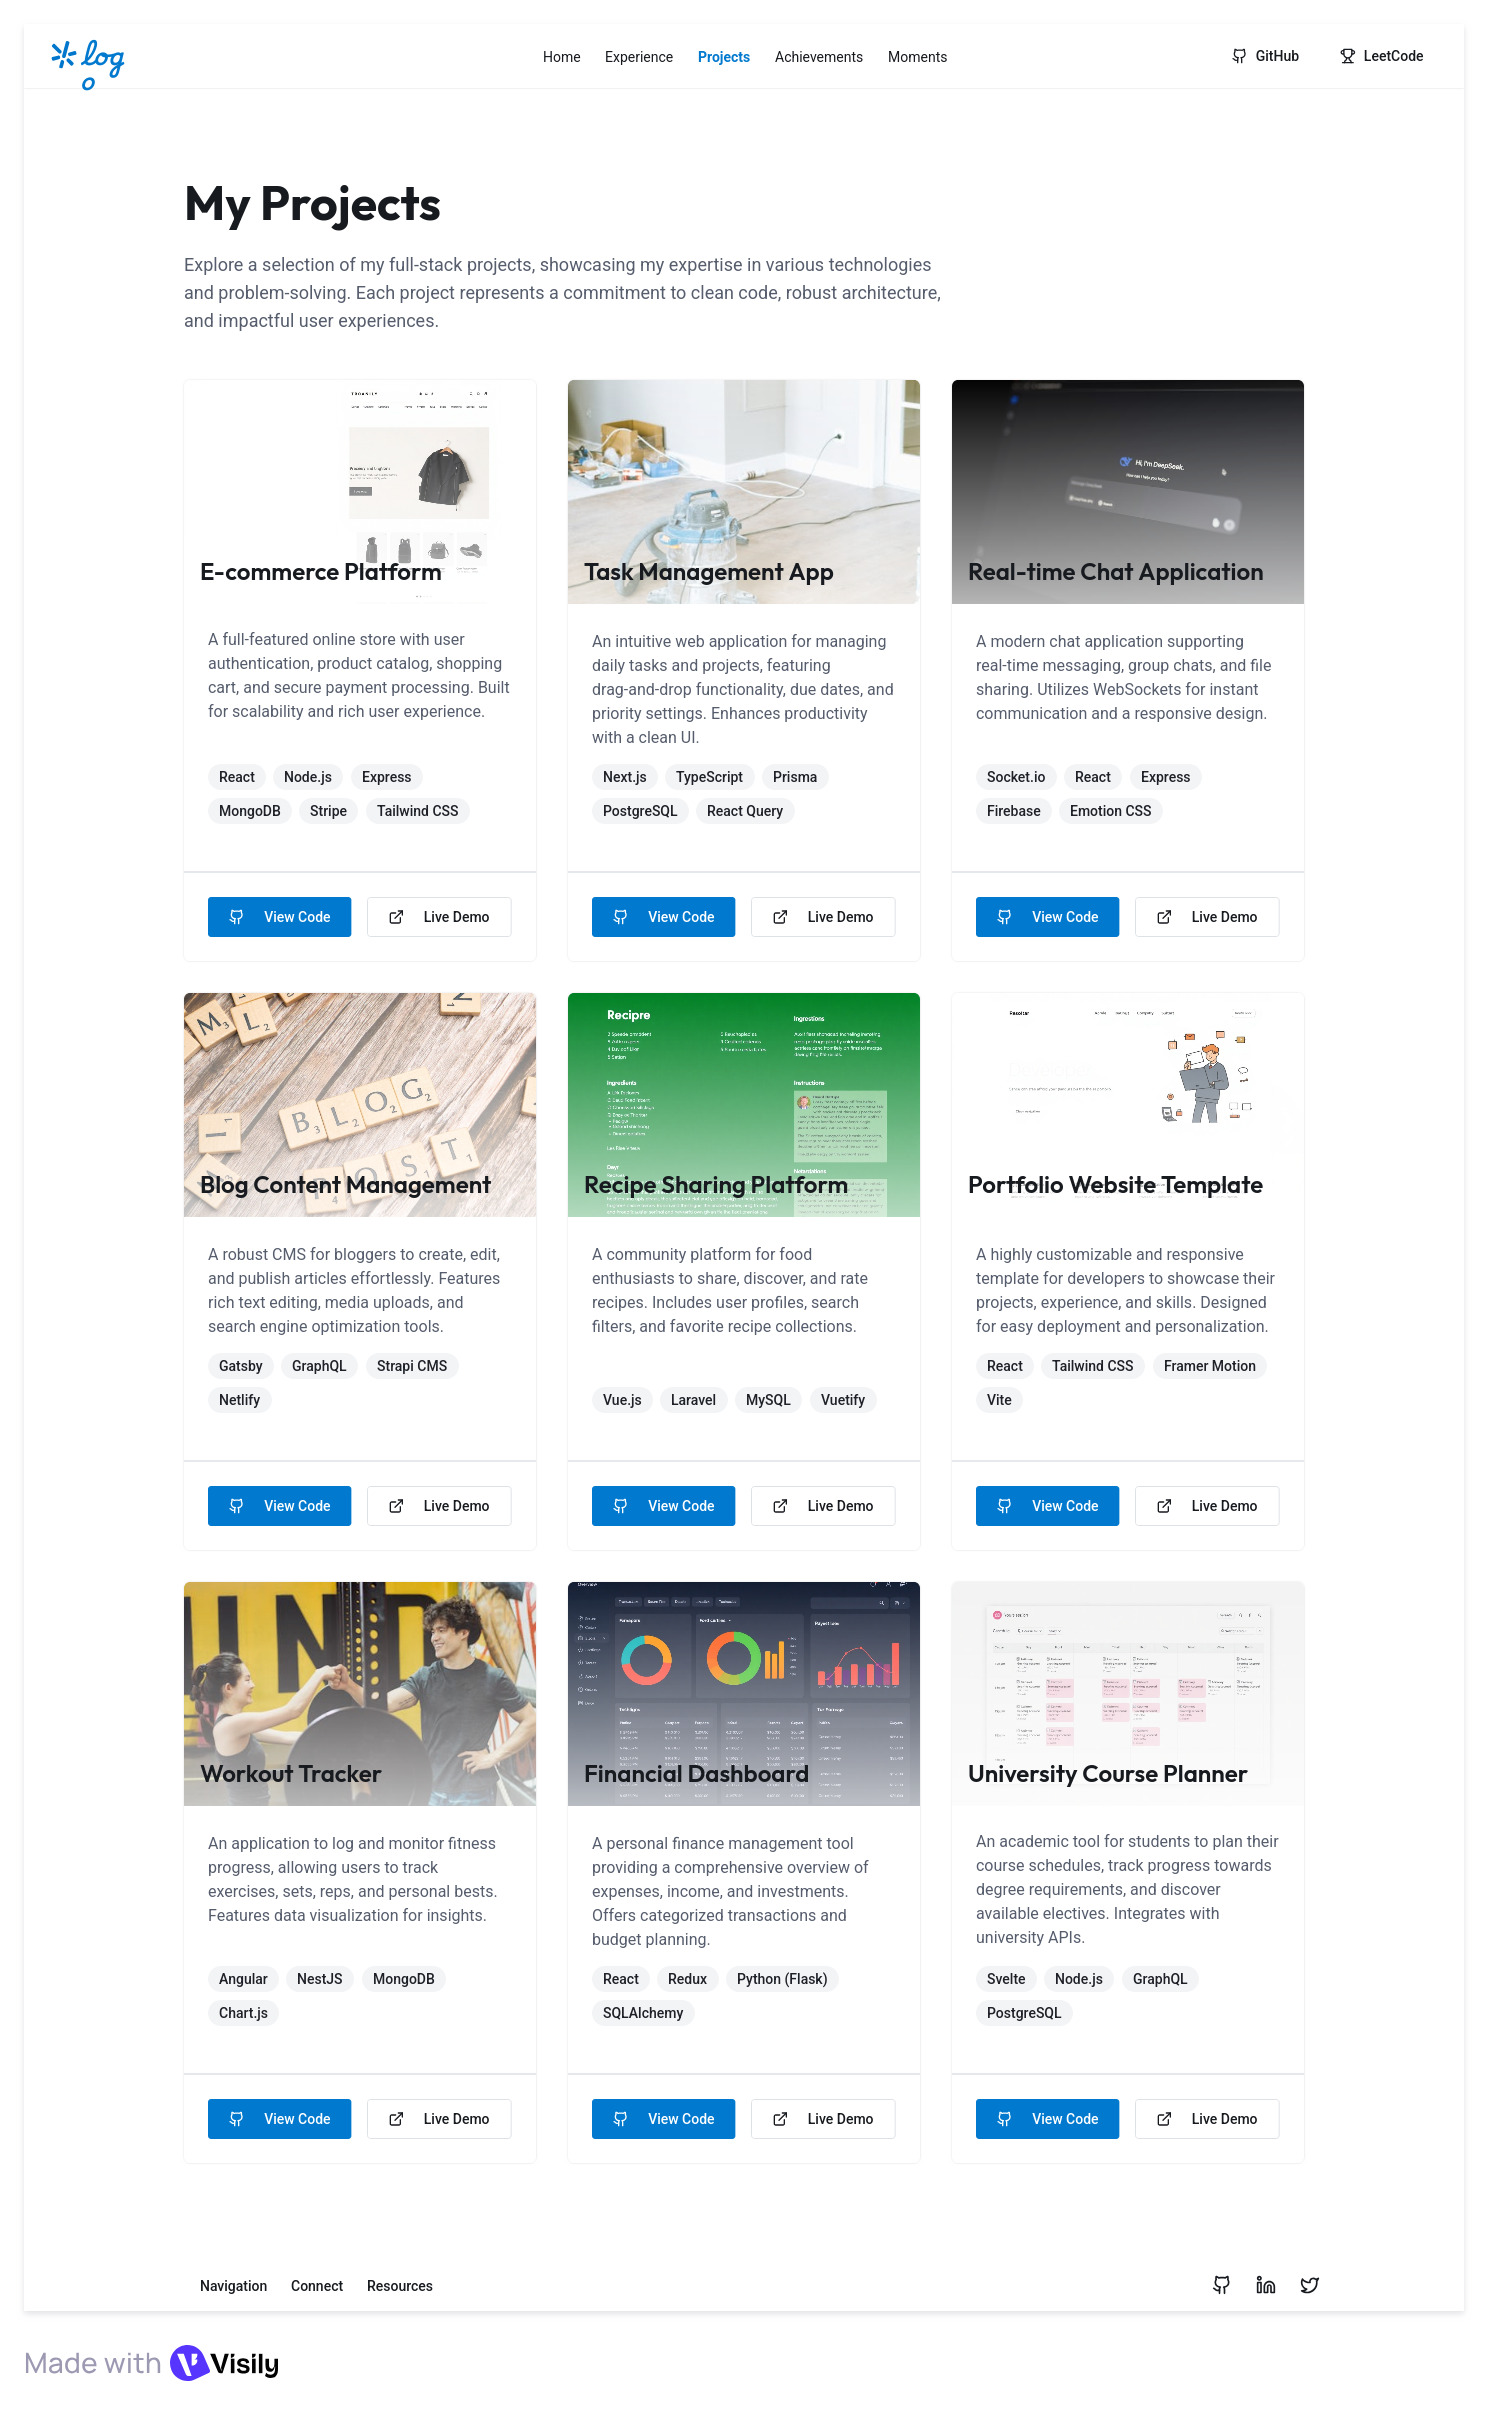 logo
Home Experience Projects Achievements Moments GitHub LeetCode
My Projects
Explore a selection of my full-stack projects, showcasing my expertise in various technologies
and problem-solving. Each project represents a commitment to clean code, robust architecture,
and impactful user experiences.
E-commerce Platform
A full-featured online store with user
authentication, product catalog, shopping
cart, and secure payment processing. Built
for scalability and rich user experience.
React Node.js Express
MongoDB Stripe Tailwind CSS
View Code Live Demo
Task Management App
An intuitive web application for managing
daily tasks and projects, featuring
drag-and-drop functionality, due dates, and
priority settings. Enhances productivity
with a clean UI.
Next.js TypeScript Prisma
PostgreSQL React Query
View Code Live Demo
Hi, I'm DeepSeek.
How can I help you today?
Real-time Chat Application
A modern chat application supporting
real-time messaging, group chats, and file
sharing. Utilizes WebSockets for instant
communication and a responsive design.
Socket.io React Express
Firebase Emotion CSS
View Code Live Demo
M L
BLOG
POST
Blog Content Management
A robust CMS for bloggers to create, edit,
and publish articles effortlessly. Features
rich text editing, media uploads, and
search engine optimization tools.
Gatsby GraphQL Strapi CMS
Netlify
View Code Live Demo
Recipre
Ingrestions
Ingredients
Instructions
Recipe Sharing Platform
A community platform for food
enthusiasts to share, discover, and rate
recipes. Includes user profiles, search
filters, and favorite recipe collections.
Vue.js Laravel MySQL Vuetify
View Code Live Demo
Portfolio Website Template
A highly customizable and responsive
template for developers to showcase their
projects, experience, and skills. Designed
for easy deployment and personalization.
React Tailwind CSS Framer Motion
Vite
View Code Live Demo
Workout Tracker
An application to log and monitor fitness
progress, allowing users to track
exercises, sets, reps, and personal bests.
Features data visualization for insights.
Angular NestJS MongoDB
Chart.js
View Code Live Demo
Financial Dashboard
A personal finance management tool
providing a comprehensive overview of
expenses, income, and investments.
Offers categorized transactions and
budget planning.
React Redux Python (Flask)
SQLAlchemy
View Code Live Demo
University Course Planner
An academic tool for students to plan their
course schedules, track progress towards
degree requirements, and discover
available electives. Integrates with
university APIs.
Svelte Node.js GraphQL
PostgreSQL
View Code Live Demo
Navigation Connect Resources
Made with Visily